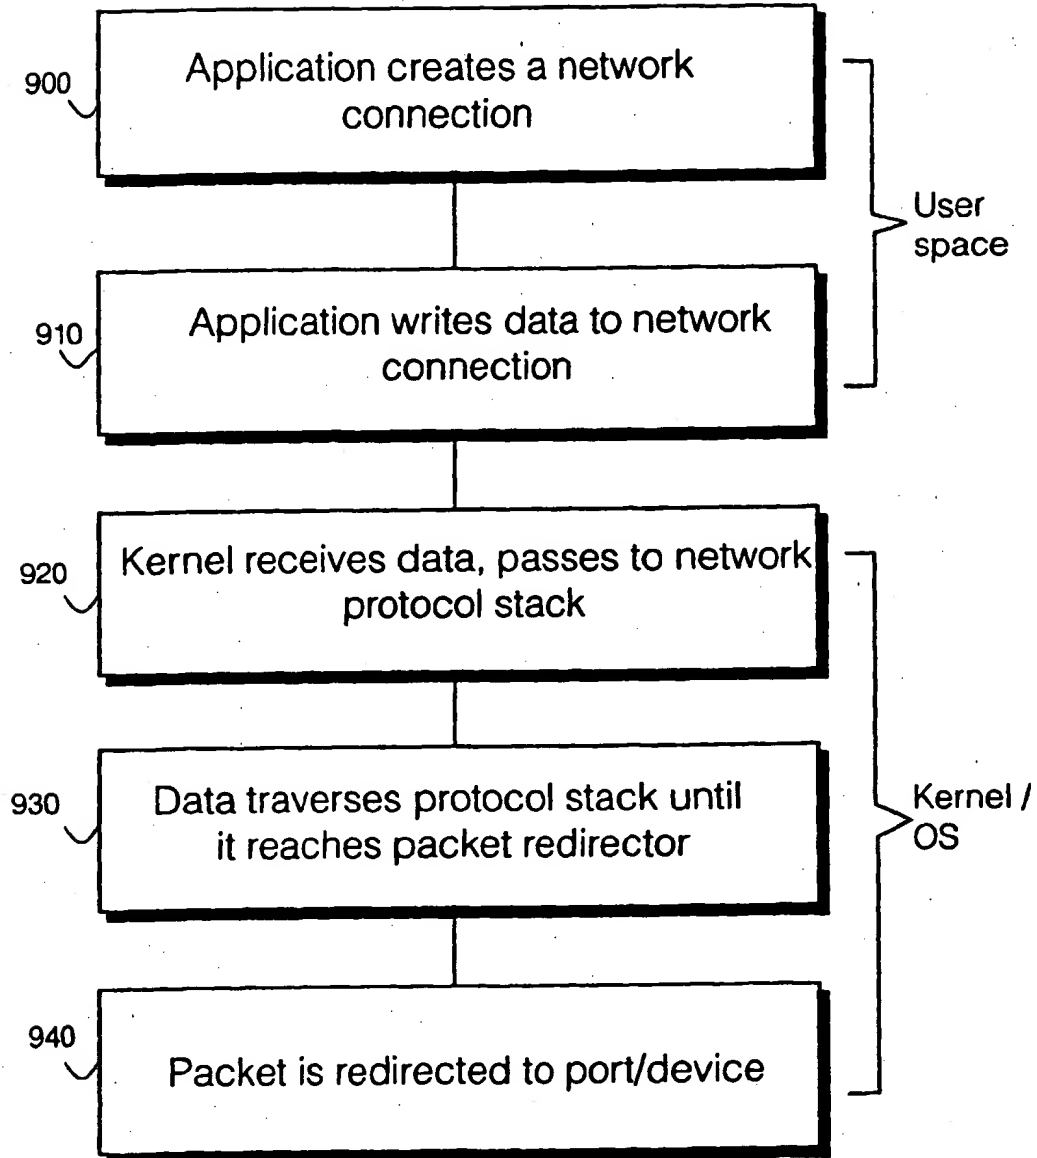 900
Application creates a network
connection
User
space
910
Application writes data to network
connection
920
Kernel receives data, passes to network
protocol stack
930
Data traverses protocol stack until
it reaches packet redirector
Kernel /
OS
940
Packet is redirected to port/device